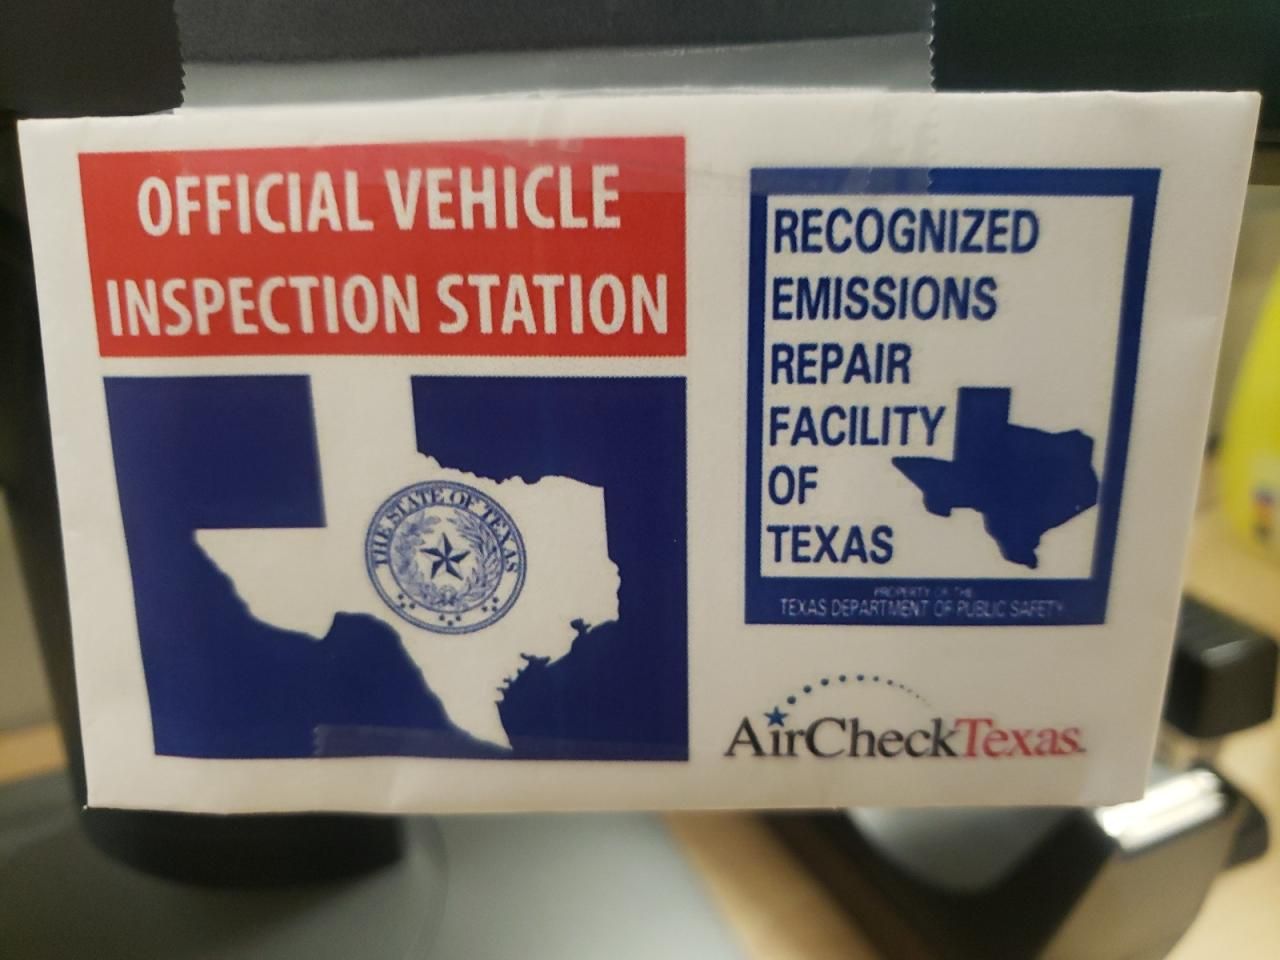 OFFICIAL VEHICLE
INSPECTION STATION
THE STATE OF TEXAS
RECOGNIZED
EMISSIONS
REPAIR
FACILITY
OF
TEXAS
PROPERTY OF THE
TEXAS DEPARTMENT OF PUBLIC SAFETY
AirCheckTexas